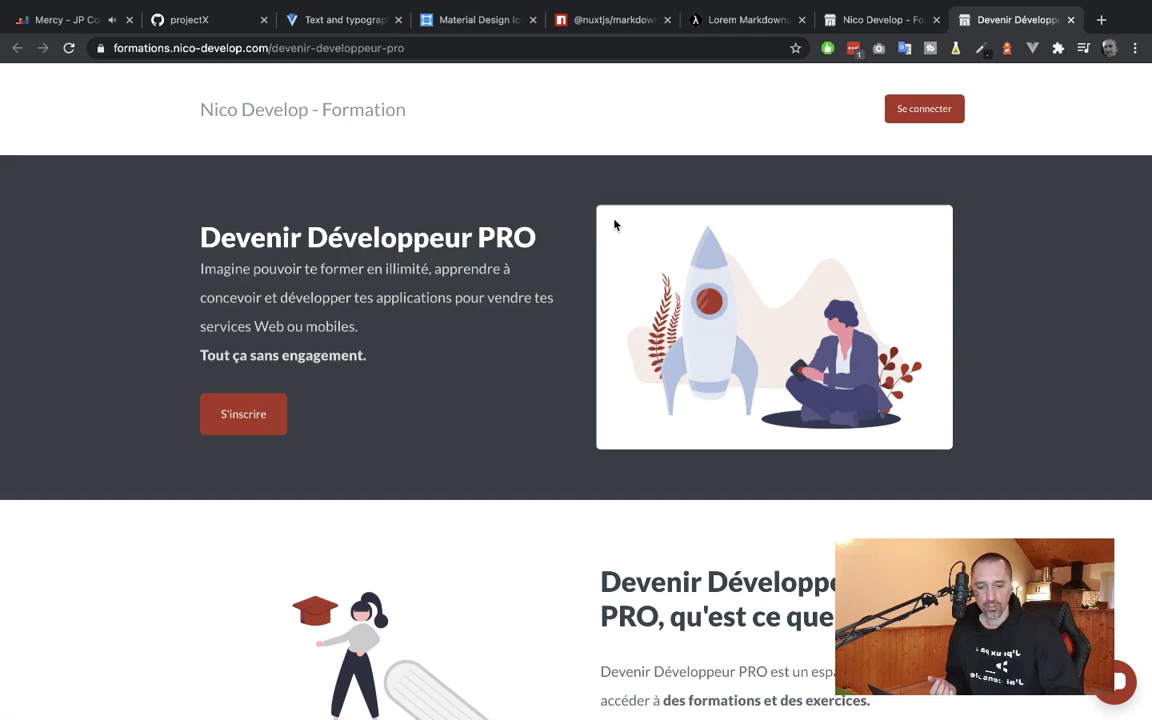 Mercy - JP Co
projectX
Text and typograp
Material Design Ic
@nuxtjs/markdow
Lorem Markdownu
Nico Develop - Fo
Devenir Développe
formations.nico-develop.com/devenir-developpeur-pro
Nico Develop - Formation
Se connecter
Devenir Développeur PRO
Imagine pouvoir te former en illimité, apprendre à
concevoir et développer tes applications pour vendre tes
services Web ou mobiles.
Tout ça sans engagement.
S'inscrire
Devenir Développe
PRO, qu'est ce que
Devenir Développeur PRO est un espa
accéder à des formations et des exercices.